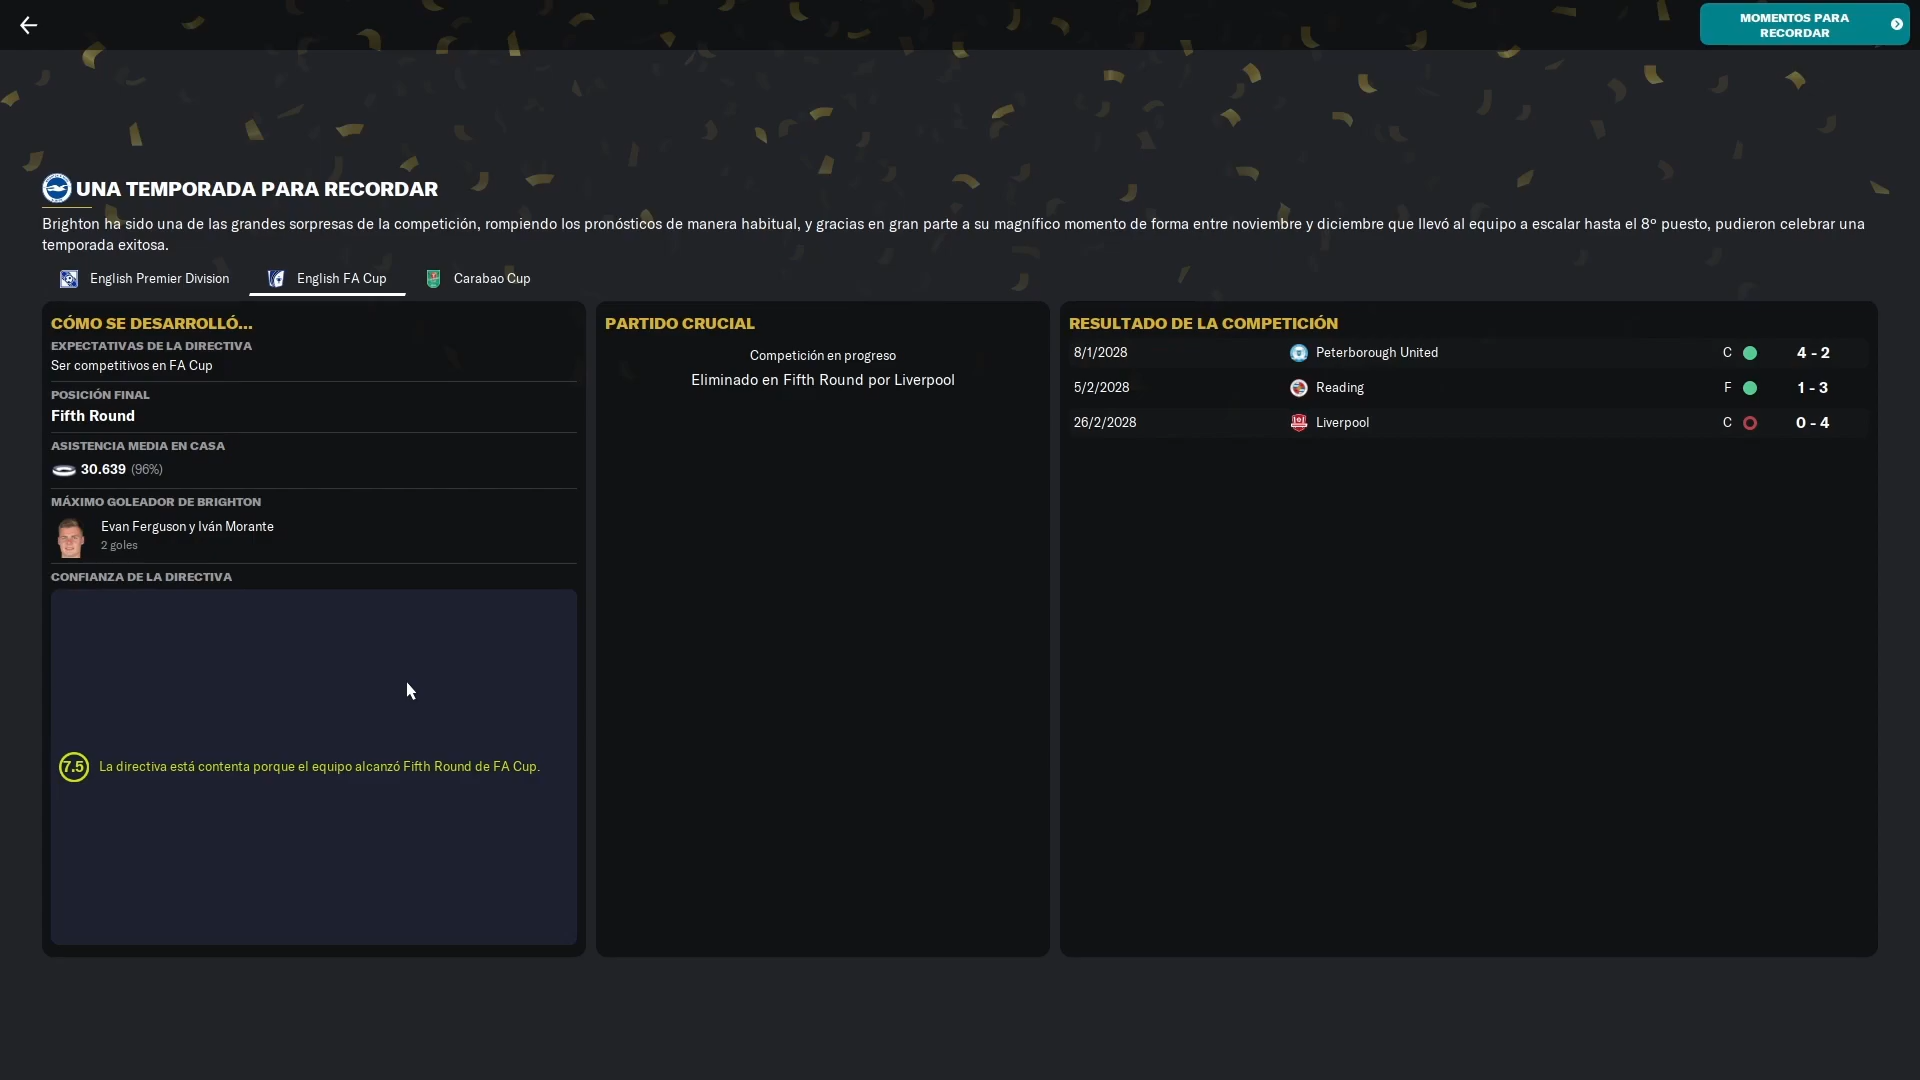 MOMENTOS PARA
RECORDAR
UNA TEMPORADA PARA RECORDAR
Brighton ha sido una de las grandes sorpresas de la competición, rompiendo los pronósticos de manera habitual, y gracias en gran parte a su magnífico momento de forma entre noviembre y diciembre que llevó al equipo a escalar hasta el 8º puesto, pudieron celebrar una
temporada exitosa.
English Premier Division
English FA Cup
Carabao Cup
CÓMO SE DESARROLLÓ...
EXPECTATIVAS DE LA DIRECTIVA
Ser competitivos en FA Cup
POSICIÓN FINAL
Fifth Round
ASISTENCIA MEDIA EN CASA
30.639 (96%)
MÁXIMO GOLEADOR DE BRIGHTON
Evan Ferguson y Iván Morante
2 goles
CONFIANZA DE LA DIRECTIVA
7.5 La directiva está contenta porque el equipo alcanzó Fifth Round de FA Cup.
PARTIDO CRUCIAL
Competición en progreso
Eliminado en Fifth Round por Liverpool
RESULTADO DE LA COMPETICIÓN
8/1/2028 Peterborough United C 4 - 2
5/2/2028 Reading F 1 - 3
26/2/2028 Liverpool C 0 - 4